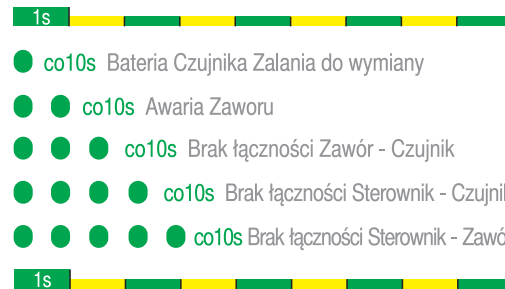 1s
co10s Bateria Czujnika Zalania do wymiany
co10s Awaria Zaworu
co10s Brak łączności Zawór - Czujnik
co10s Brak łączności Sterownik - Czujni
co10s Brak łączności Sterownik - Zawó
1s